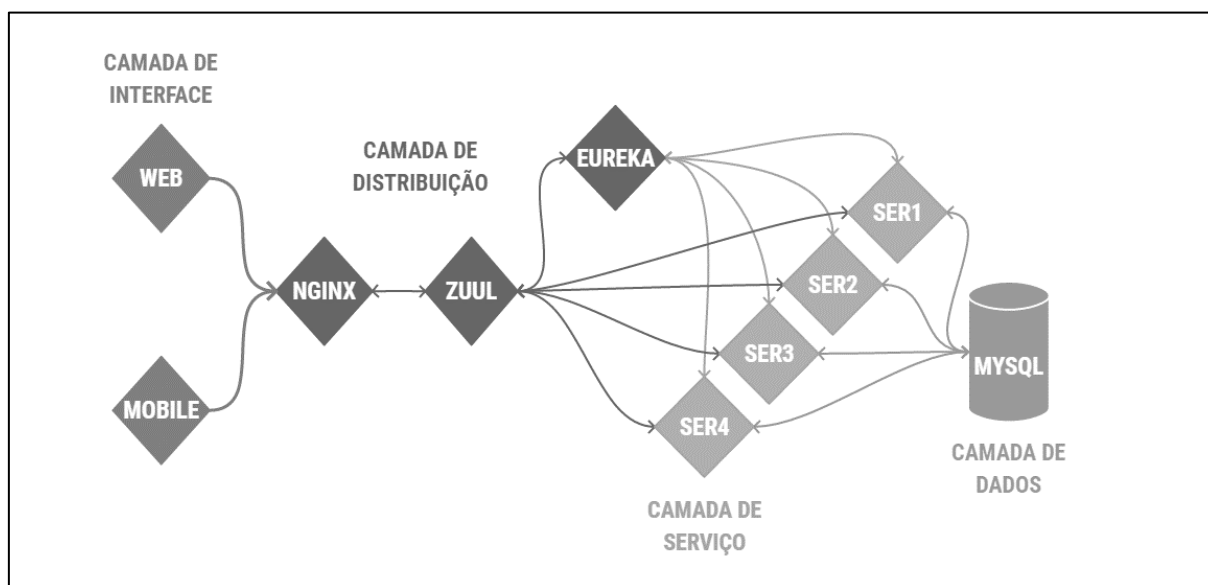 CAMADA DE
INTERFACE
WEB
MOBILE
CAMADA DE
DISTRIBUIÇÃO
NGINX
ZUUL
EUREKA
SER1
SER2
SER3
SER4
CAMADA DE
SERVIÇO
MYSQL
CAMADA DE
DADOS